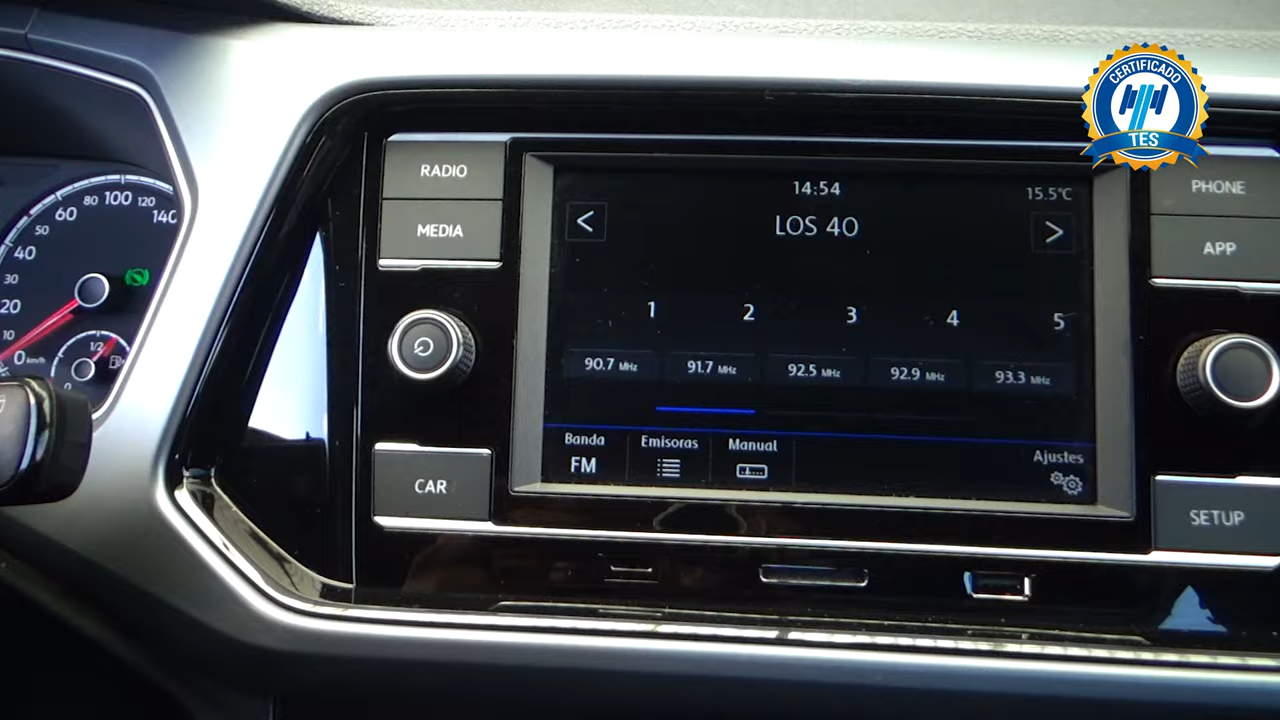 CERTIFICADO
TES
RADIO
MEDIA
CAR
PHONE
APP
SETUP
14:54
15.5°C
<
LOS 40
>
1 2 3 4 5
90.7 MHz 91.7 MHz 92.5 MHz 92.9 MHz 93.3 MHz
Banda Emisoras Manual Ajustes
FM
0 10 20 30 40 50 60 80 100 120 140
km/h
1/2
0